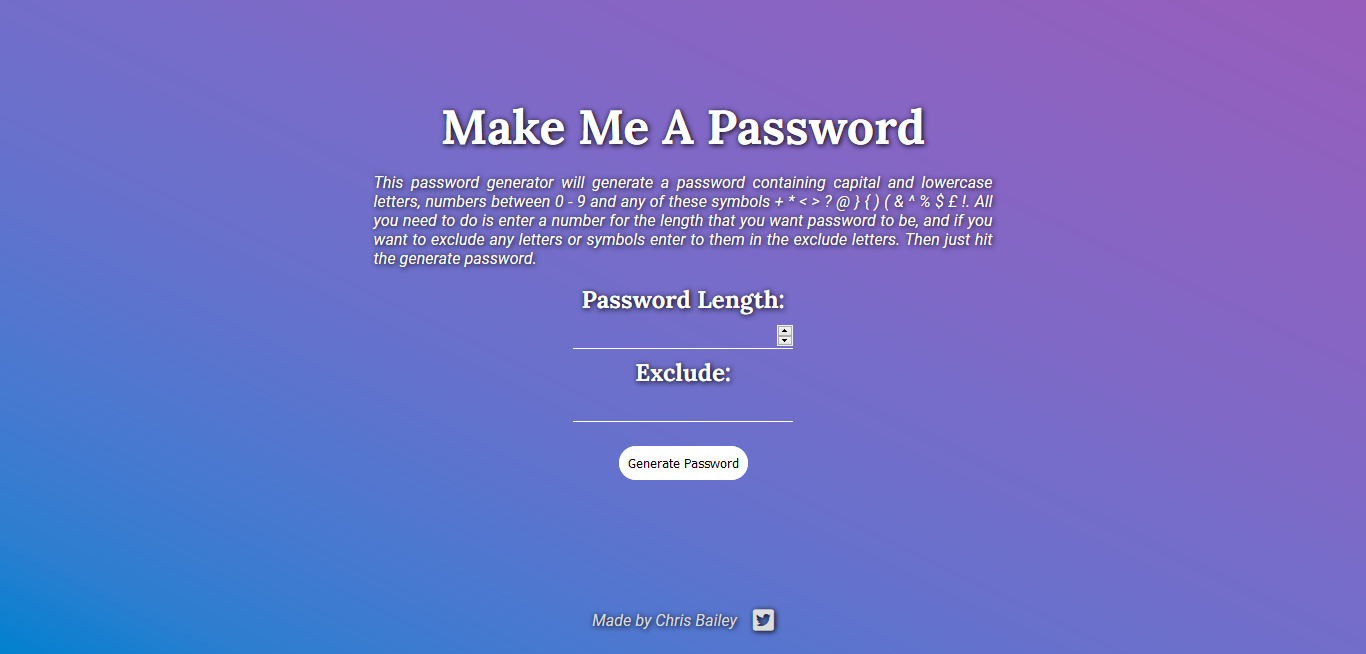 Make Me A Password
This password generator will generate a password containing capital and lowercase
letters, numbers between 0 - 9 and any of these symbols + * < > ? @ } { ) ( & ^ % $ £ !. All
you need to do is enter a number for the length that you want password to be, and if you
want to exclude any letters or symbols enter to them in the exclude letters. Then just hit
the generate password.
Password Length:
Exclude:
Generate Password
Made by Chris Bailey